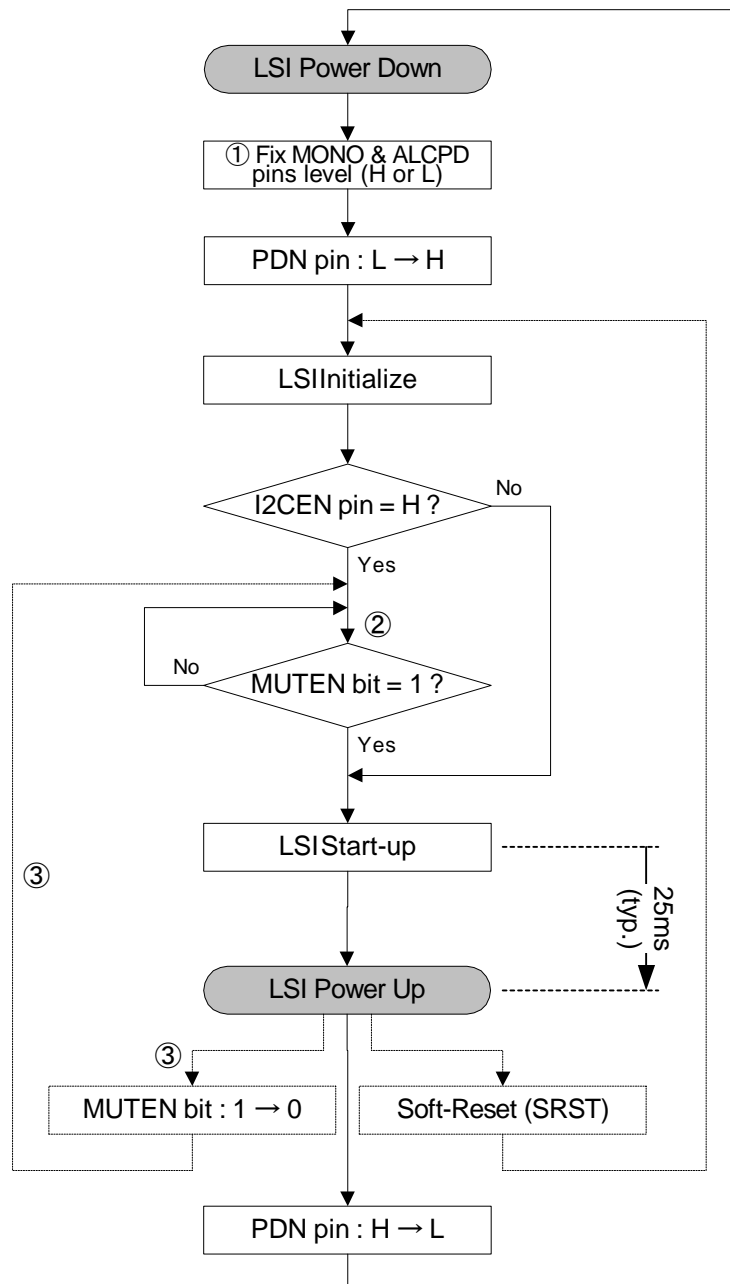 LSI Power Down
① Fix MONO & ALCPD
pins level (H or L)
PDN pin : L → H
LSIInitialize
I2CEN pin = H ?
No
Yes
②
No
MUTEN bit = 1 ?
Yes
LSIStart-up
③
25ms
(typ.)
LSI Power Up
③
MUTEN bit : 1 → 0
Soft-Reset (SRST)
PDN pin : H → L